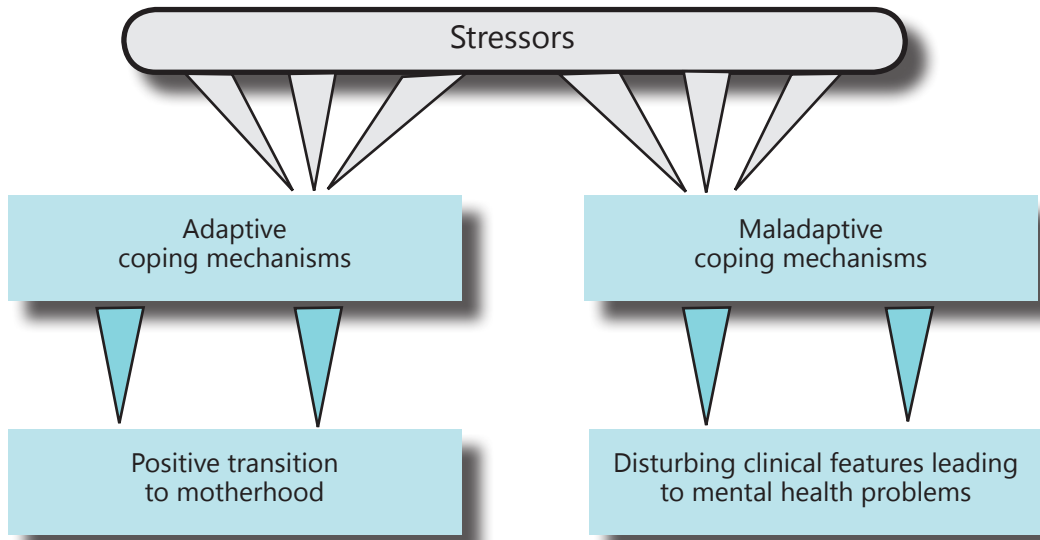 Stressors
Adaptive
coping mechanisms
Maladaptive
coping mechanisms
Positive transition
to motherhood
Disturbing clinical features leading
to mental health problems